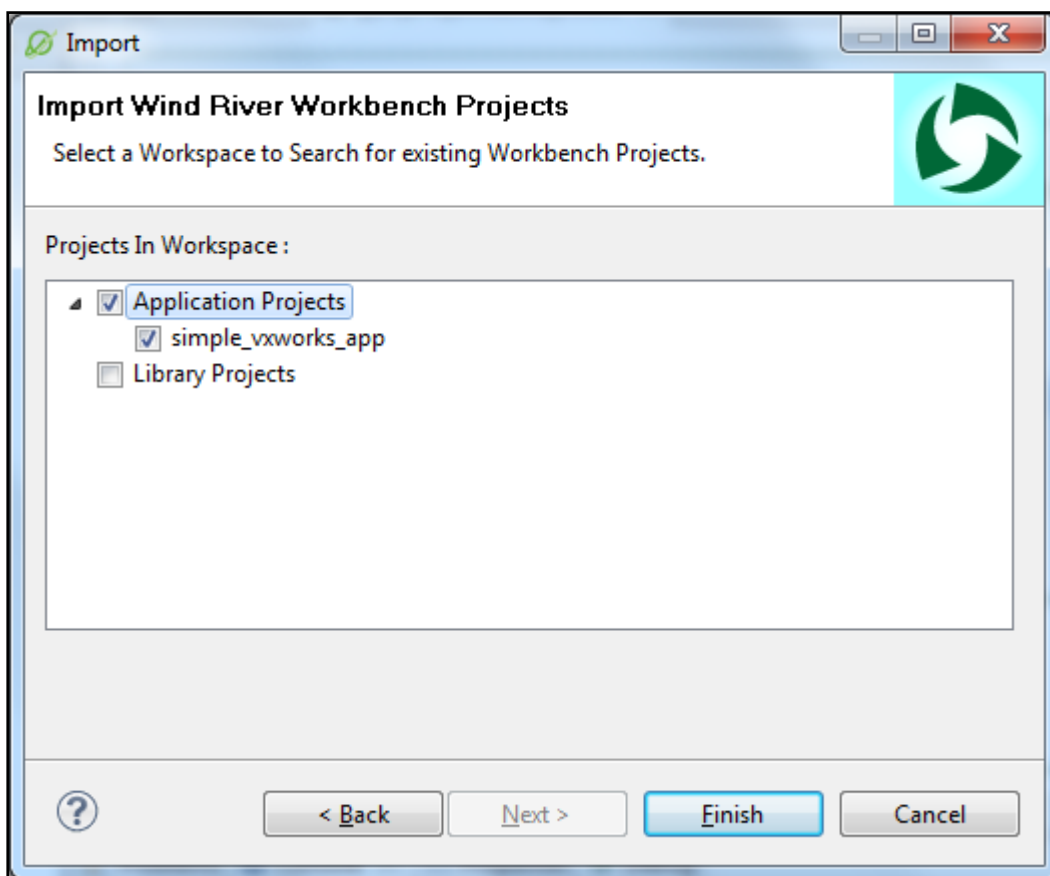 Import
Import Wind River Workbench Projects
Select a Workspace to Search for existing Workbench Projects.
Projects In Workspace :
Application Projects
simple_vxworks_app
Library Projects
?
< Back
Next >
Finish
Cancel